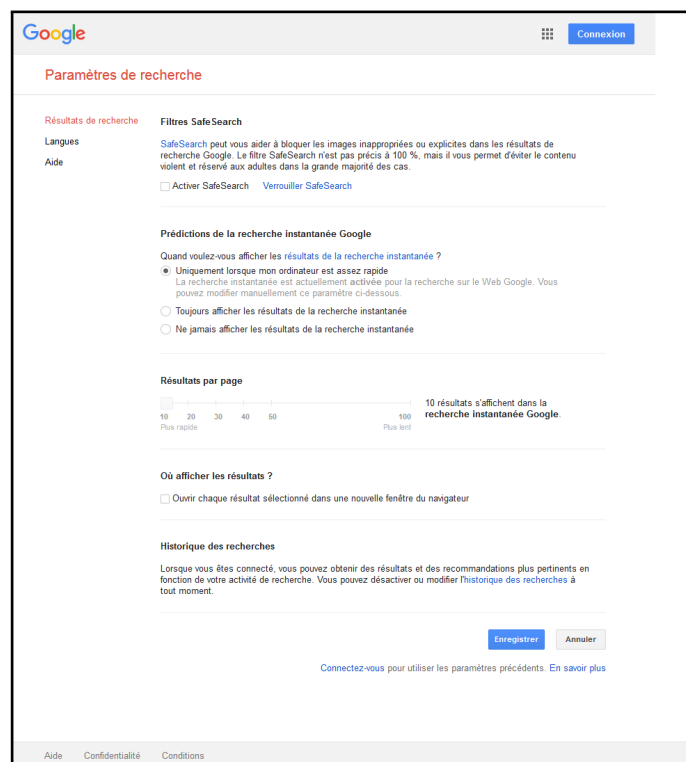 Google
Connexion
Paramètres de recherche
Résultats de recherche
Langues
Aide
Filtres SafeSearch
SafeSearch peut vous aider à bloquer les images inappropriées ou explicites dans les résultats de
recherche Google. Le filtre SafeSearch n'est pas précis à 100 %, mais il vous permet d'éviter le contenu
violent et réservé aux adultes dans la grande majorité des cas.
Activer SafeSearch Verrouiller SafeSearch
Prédictions de la recherche instantanée Google
Quand voulez-vous afficher les résultats de la recherche instantanée ?
Uniquement lorsque mon ordinateur est assez rapide
La recherche instantanée est actuellement activée pour la recherche sur le Web Google. Vous
pouvez modifier manuellement ce paramètre ci-dessous.
Toujours afficher les résultats de la recherche instantanée
Ne jamais afficher les résultats de la recherche instantanée
Résultats par page
10 20 30 40 50 100
Plus rapide Plus lent
10 résultats s'affichent dans la
recherche instantanée Google.
Où afficher les résultats ?
Ouvrir chaque résultat sélectionné dans une nouvelle fenêtre du navigateur
Historique des recherches
Lorsque vous êtes connecté, vous pouvez obtenir des résultats et des recommandations plus pertinents en
fonction de votre activité de recherche. Vous pouvez désactiver ou modifier l'historique des recherches à
tout moment.
Enregistrer Annuler
Connectez-vous pour utiliser les paramètres précédents. En savoir plus
Aide Confidentialité Conditions